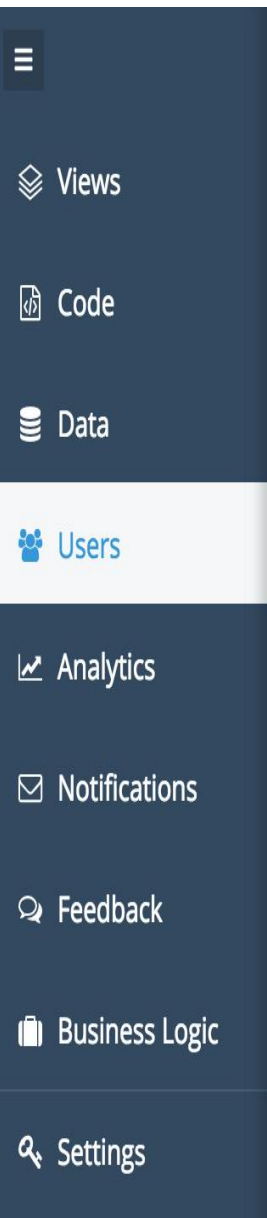 Views
Code
Data
Users
Analytics
Notifications
Feedback
Business Logic
Settings